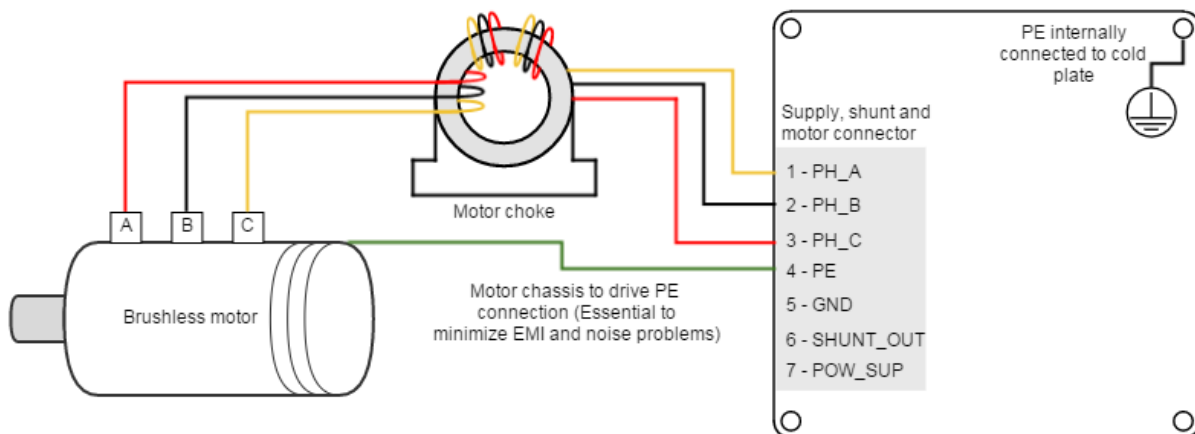 PE internally
connected to cold
plate
Supply, shunt and
motor connector
1 - PH_A
2 - PH_B
3 - PH_C
4 - PE
5 - GND
6 - SHUNT_OUT
7 - POW_SUP
Motor choke
A
B
C
Brushless motor
Motor chassis to drive PE
connection (Essential to
minimize EMI and noise problems)